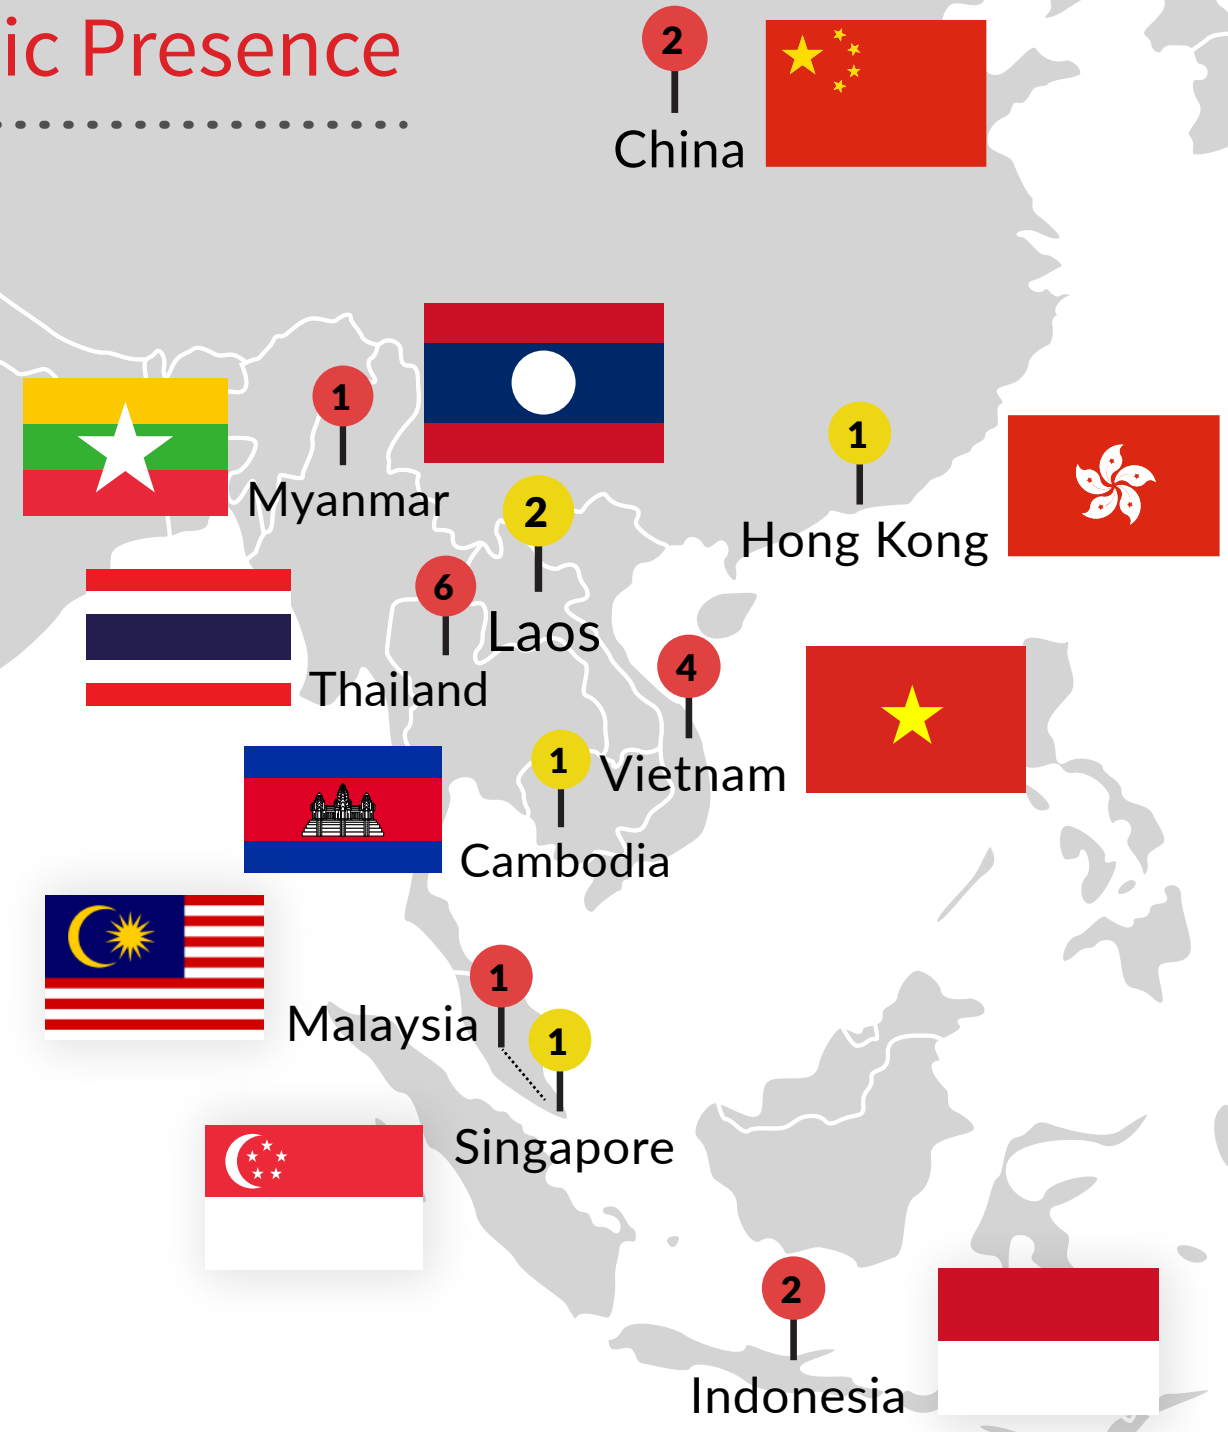 ic Presence
2
China
1
Myanmar
2
Laos
1
Hong Kong
6
Thailand
4
Vietnam
1
Cambodia
1
Malaysia
1
Singapore
2
Indonesia